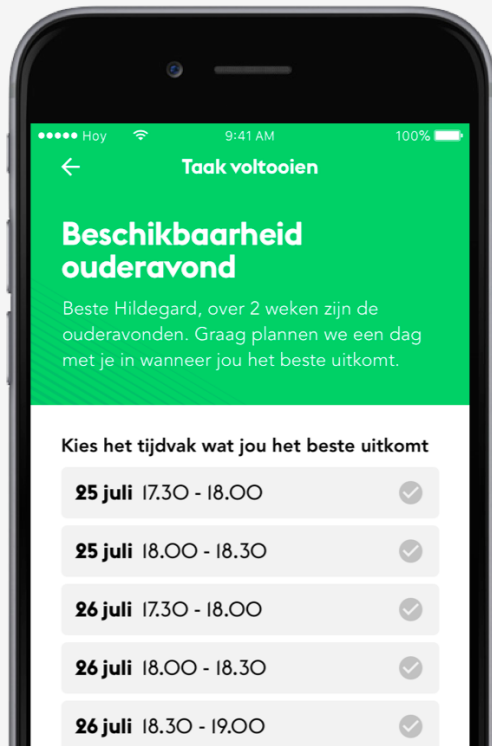 Hoy 9:41 AM 100%
Taak voltooien
Beschikbaarheid
ouderavond
Beste Hildegard, over 2 weken zijn de
ouderavonden. Graag plannen we een dag
met je in wanneer jou het beste uitkomt.
Kies het tijdvak wat jou het beste uitkomt
25 juli 17.30 - 18.00
25 juli 18.00 - 18.30
26 juli 17.30 - 18.00
26 juli 18.00 - 18.30
26 juli 18.30 - 19.00